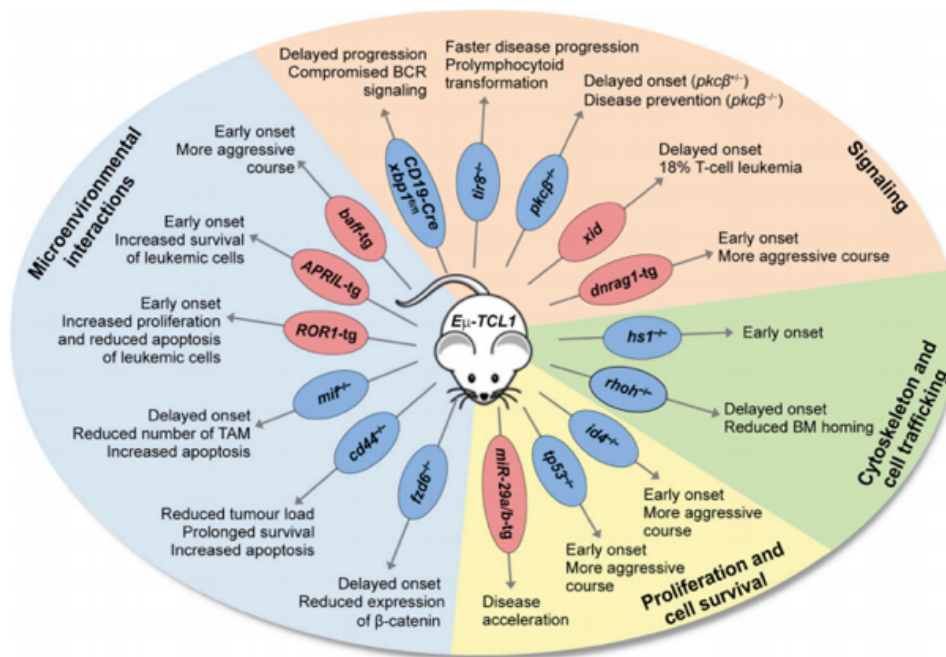 Microenvironmental
interactions
Signaling
Cytoskeleton and
cell trafficking
Proliferation and
cell survival
Eμ-TCL1
Delayed progression
Compromised BCR
signaling
CD19-Cre
xbp1f/m
Faster disease progression
Prolymphocytoid
transformation
tir8-/-
Delayed onset (pkcβ+/-)
Disease prevention (pkcβ-/-)
pkcβ-/-
Delayed onset
18% T-cell leukemia
xid
Early onset
More aggressive course
dnrag1-tg
Early onset
hs1-/-
Delayed onset
Reduced BM homing
rhoh-/-
Early onset
More aggressive
course
id4-/-
Early onset
More aggressive
course
tp53-/-
Disease
acceleration
miR-29a/b-tg
Delayed onset
Reduced expression
of β-catenin
fzd6-/-
Reduced tumour load
Prolonged survival
Increased apoptosis
cd44-/-
Delayed onset
Reduced number of TAM
Increased apoptosis
mif-/-
Early onset
Increased proliferation
and reduced apoptosis
of leukemic cells
ROR1-tg
Early onset
Increased survival
of leukemic cells
APRIL-tg
Early onset
More aggressive
course
baff-tg